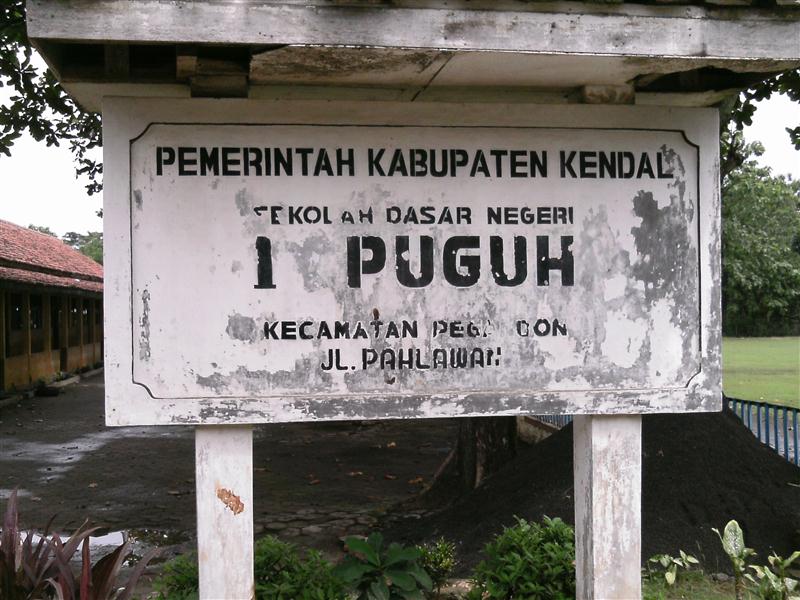 PEMERINTAH KABUPATEN KENDAL
SEKOLAH DASAR NEGERI
1 PUGUH
KECAMATAN PEGANDON
JL. PAHLAWAN